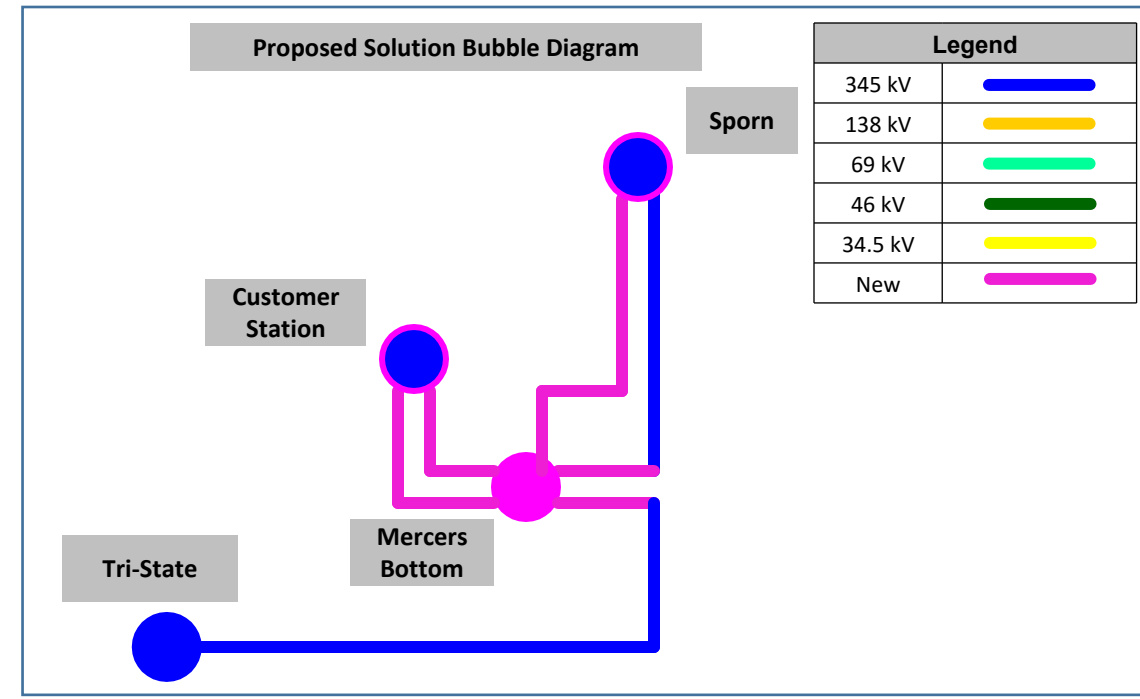 Proposed Solution Bubble Diagram
Legend
345 kV
138 kV
69 kV
46 kV
34.5 kV
New
Sporn
Customer
Station
Mercers
Bottom
Tri-State